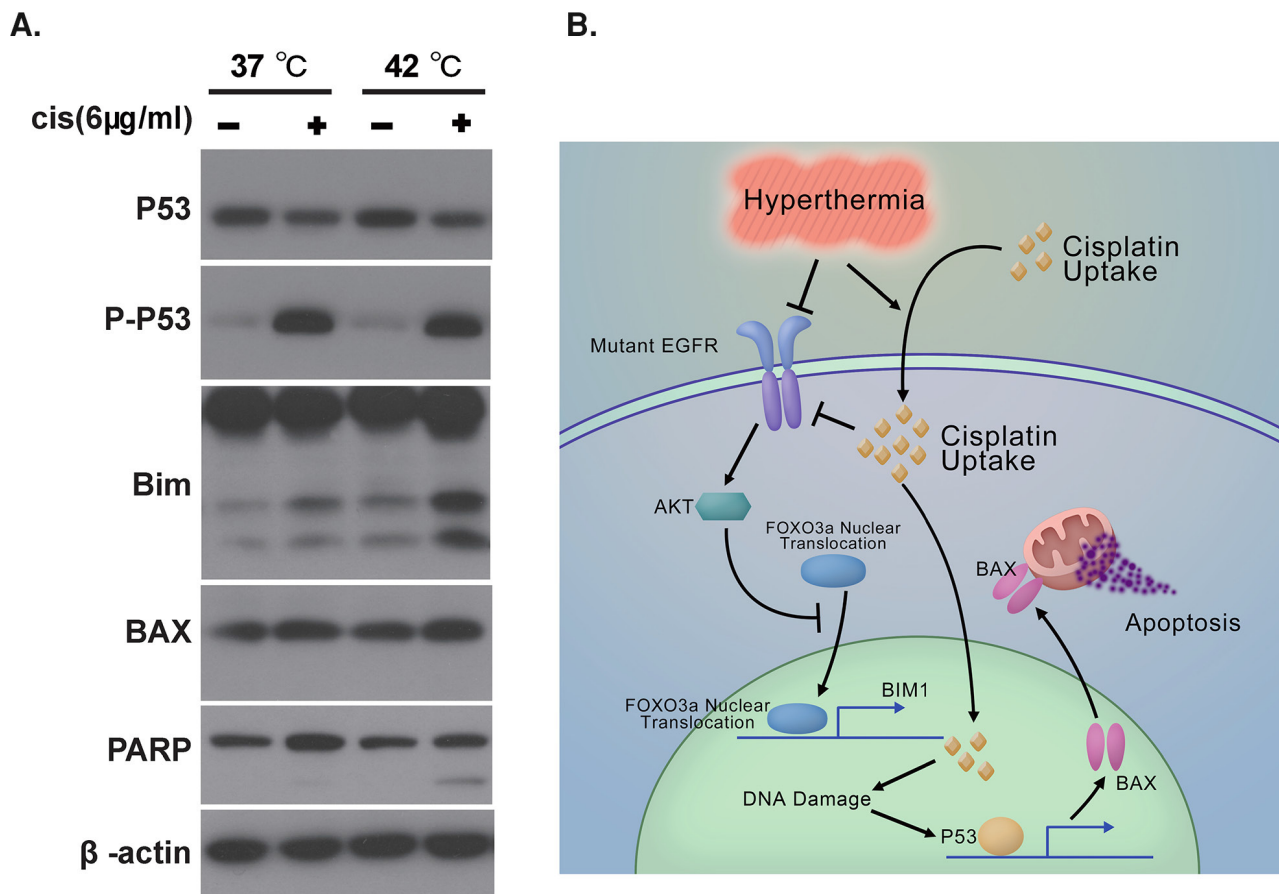 A.
37 °C
42 °C
cis(6µg/ml)
− + − +
P53
P-P53
Bim
BAX
PARP
β -actin
B.
Hyperthermia
Cisplatin
Uptake
Mutant EGFR
Cisplatin
Uptake
AKT
FOXO3a Nuclear
Translocation
BAX
Apoptosis
FOXO3a Nuclear
Translocation
BIM1
DNA Damage
BAX
P53